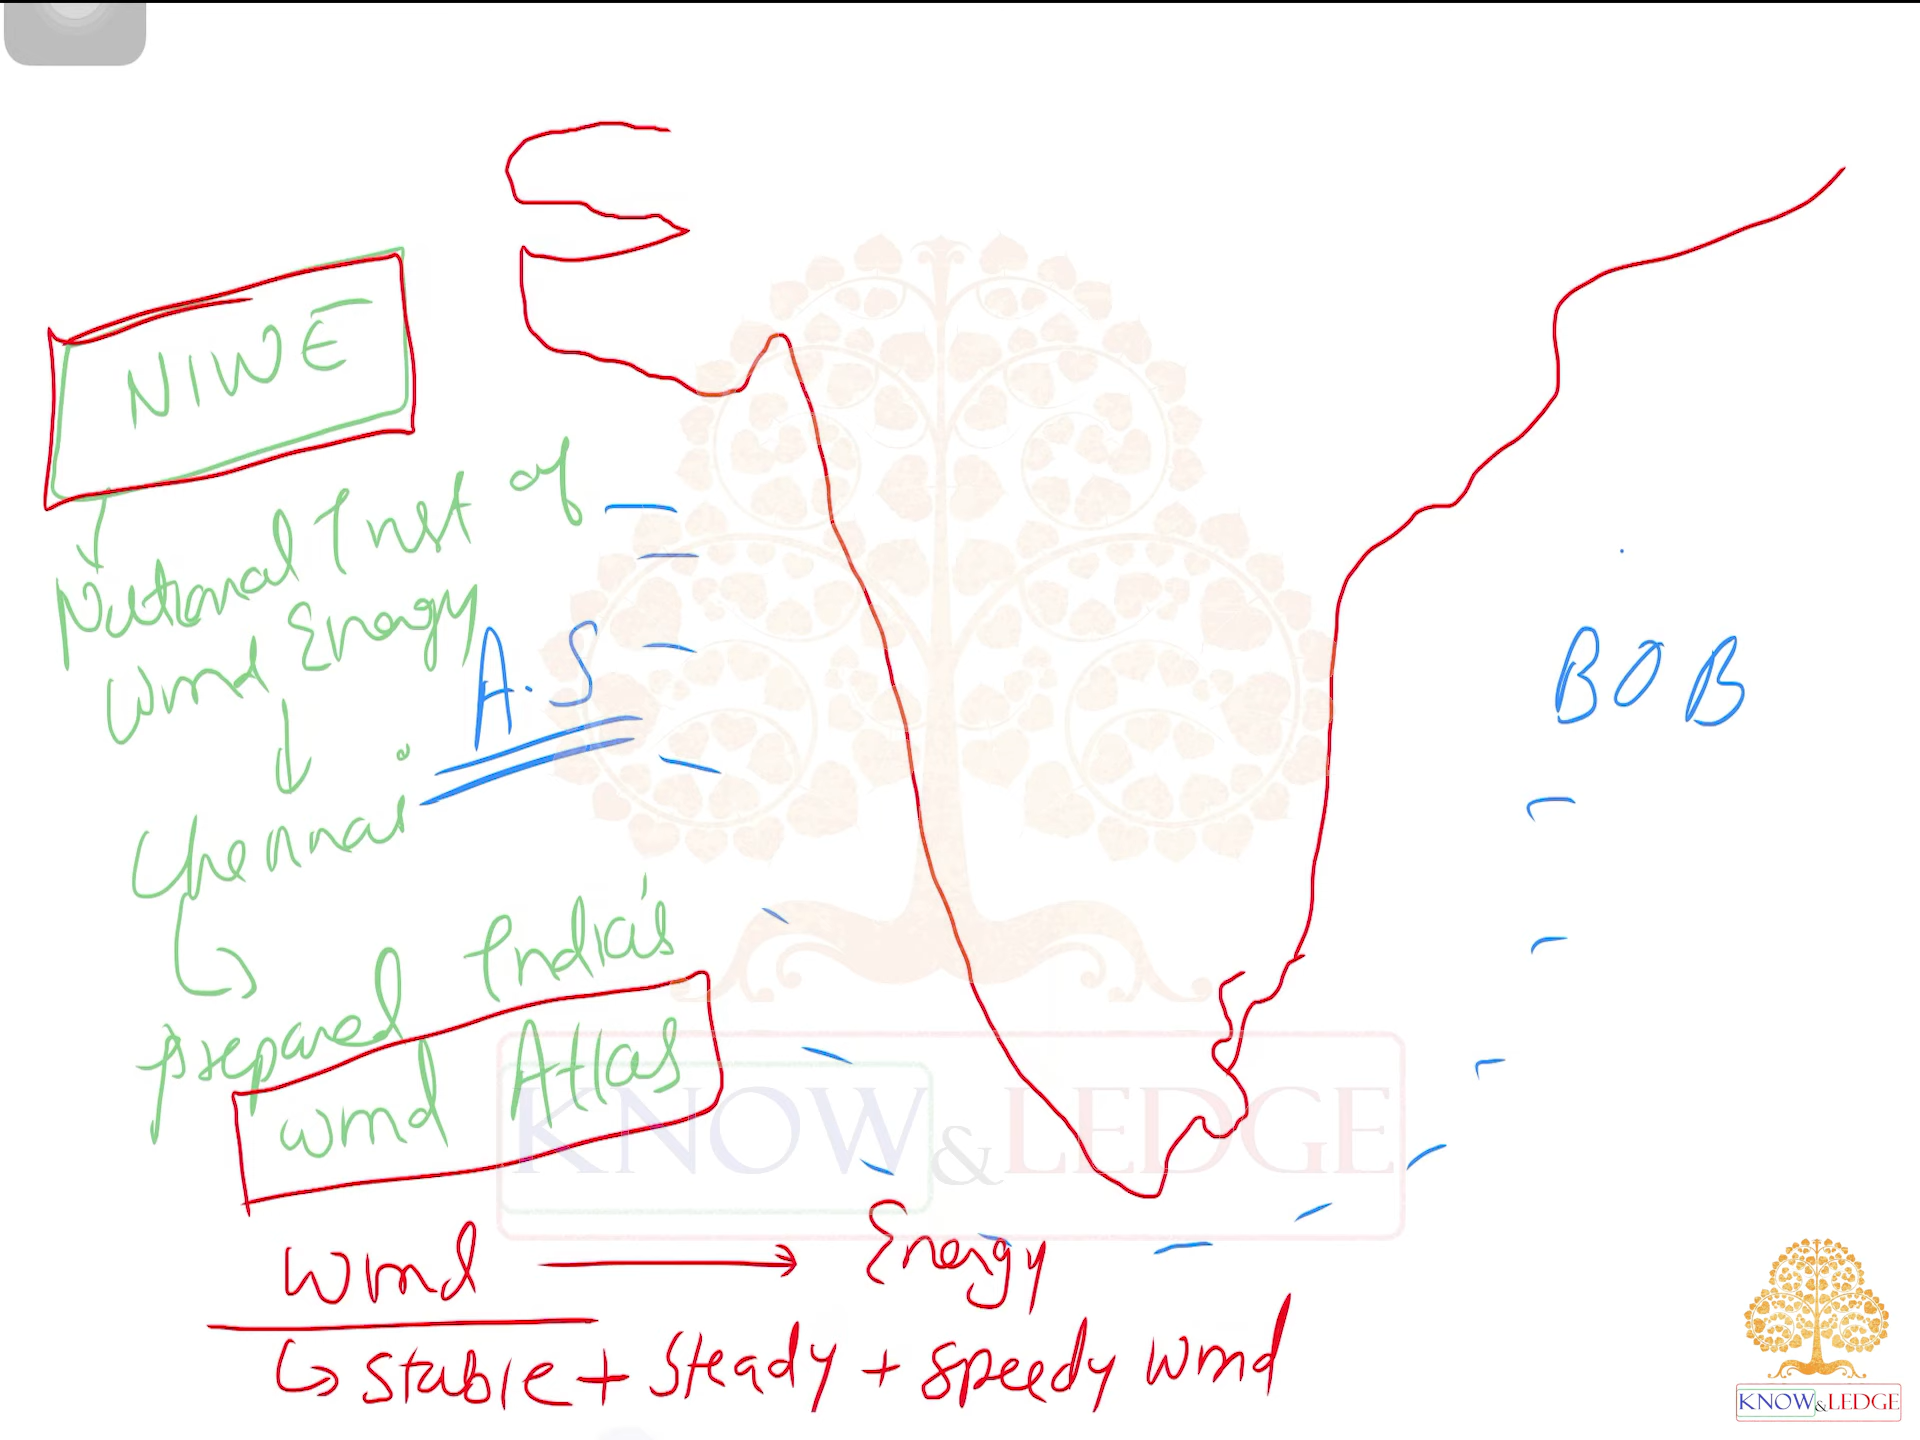 NIWE
National Inst of
Wind Energy
A.S
BOB
Chennai
prepared India's
Wind Atlas
KNOW&LEDGE
Wind → Energy
↳ Stable + Steady + Speedy Wind
KNOW&LEDGE